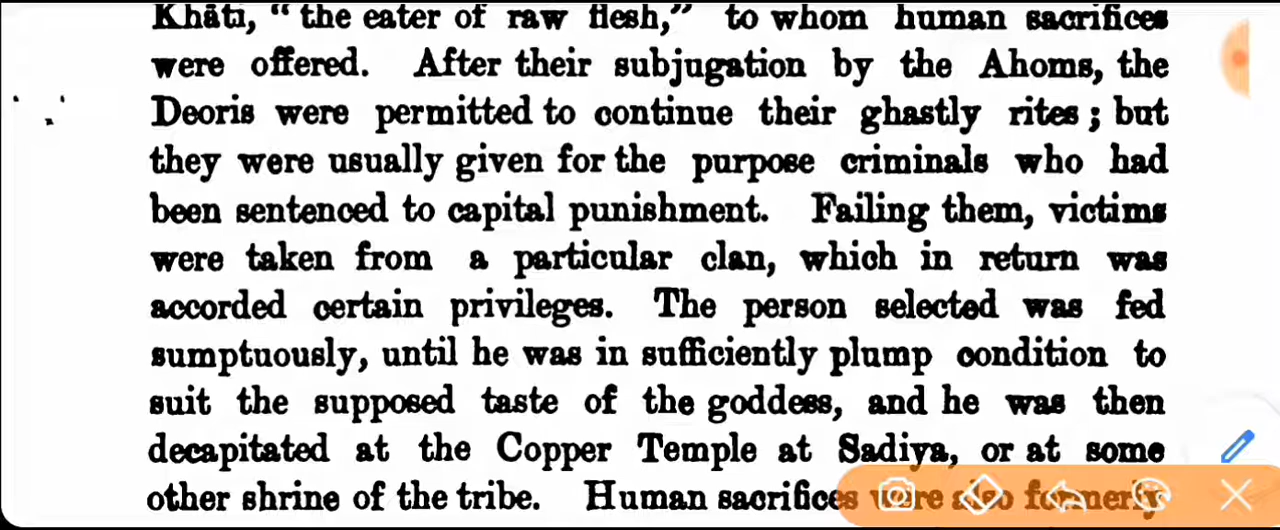 Khāti, “ the eater of raw flesh,” to whom human sacrifices
were offered. After their subjugation by the Ahoms, the
Deoris were permitted to continue their ghastly rites ; but
they were usually given for the purpose criminals who had
been sentenced to capital punishment. Failing them, victims
were taken from a particular clan, which in return was
accorded certain privileges. The person selected was fed
sumptuously, until he was in sufficiently plump condition to
suit the supposed taste of the goddess, and he was then
decapitated at the Copper Temple at Sadiya, or at some
other shrine of the tribe. Human sacrifices were also formerly